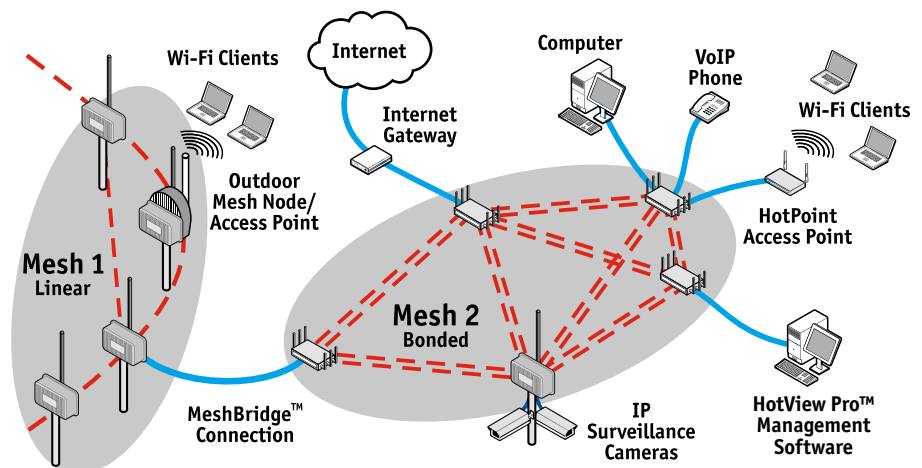 Wi-Fi Clients
Internet
Computer
VoIP
Phone
Wi-Fi Clients
Internet
Gateway
Outdoor
Mesh Node/
Access Point
HotPoint
Access Point
Mesh 1
Linear
Mesh 2
Bonded
MeshBridge™
Connection
IP
Surveillance
Cameras
HotView Pro™
Management
Software